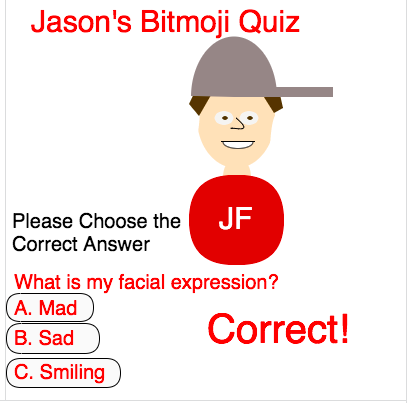 Jason's Bitmoji Quiz
JF
Please Choose the
Correct Answer
What is my facial expression?
A. Mad
B. Sad
C. Smiling
Correct!